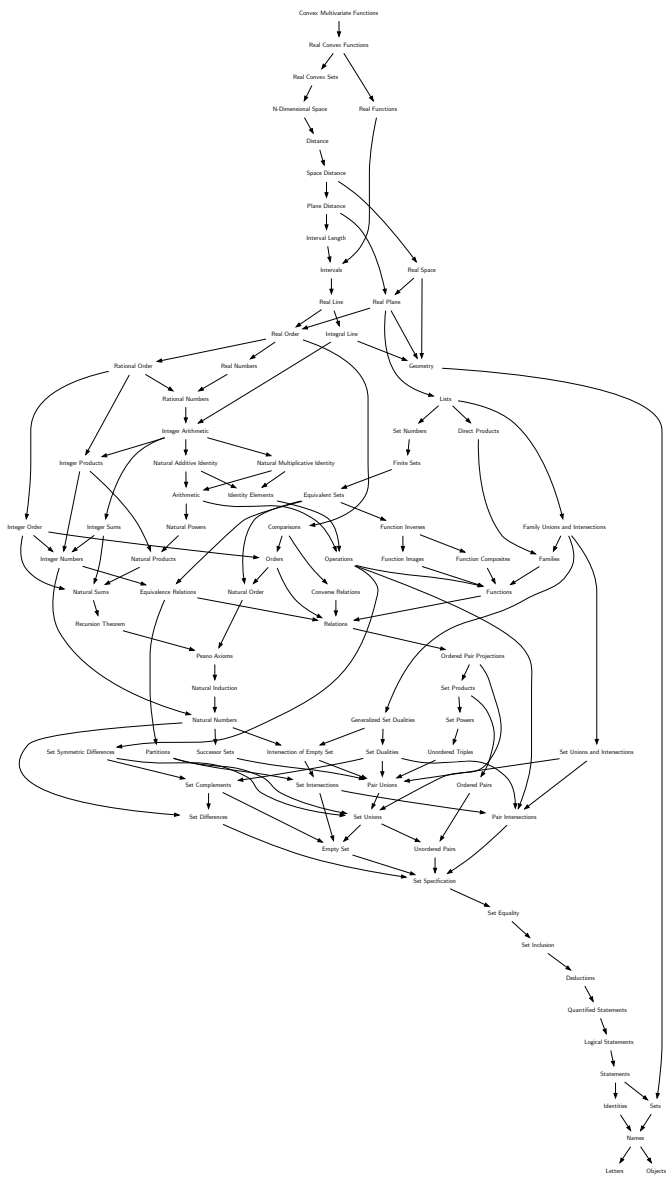 Convex Multivariate Functions
Real Convex Functions
Real Convex Sets
N-Dimensional Space Real Functions
Distance
Space Distance
Plane Distance
Interval Length
Intervals Real Space
Real Line Real Plane
Real Order Integral Line
Rational Order Real Numbers Geometry
Rational Numbers Lists
Integer Arithmetic Set Numbers Direct Products
Integer Products Natural Additive Identity Natural Multiplicative Identity Finite Sets
Arithmetic Identity Elements Equivalent Sets
Integer Order Integer Sums Natural Powers Comparisons Function Inverses Family Unions and Intersections
Integer Numbers Natural Products Orders Operations Function Images Function Composites Families
Natural Sums Equivalence Relations Natural Order Converse Relations Functions
Recursion Theorem Relations
Peano Axioms Ordered Pair Projections
Natural Induction Set Products
Natural Numbers Generalized Set Dualities Set Powers
Set Symmetric Differences Partitions Successor Sets Intersection of Empty Set Set Dualities Unordered Triples Set Unions and Intersections
Set Complements Set Intersections Pair Unions Ordered Pairs
Set Differences Set Unions Pair Intersections
Empty Set Unordered Pairs
Set Specification
Set Equality
Set Inclusion
Deductions
Quantified Statements
Logical Statements
Statements
Identities Sets
Names
Letters Objects